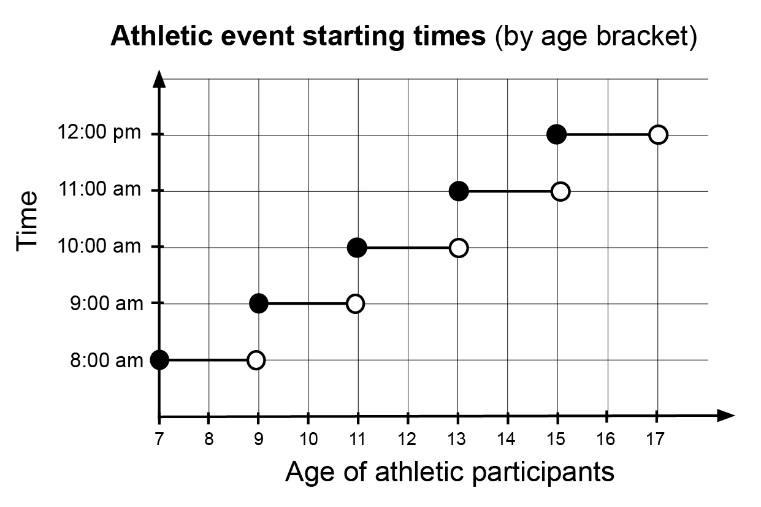 Athletic event starting times (by age bracket)
Time
12:00 pm
11:00 am
10:00 am
9:00 am
8:00 am
7 8 9 10 11 12 13 14 15 16 17
Age of athletic participants